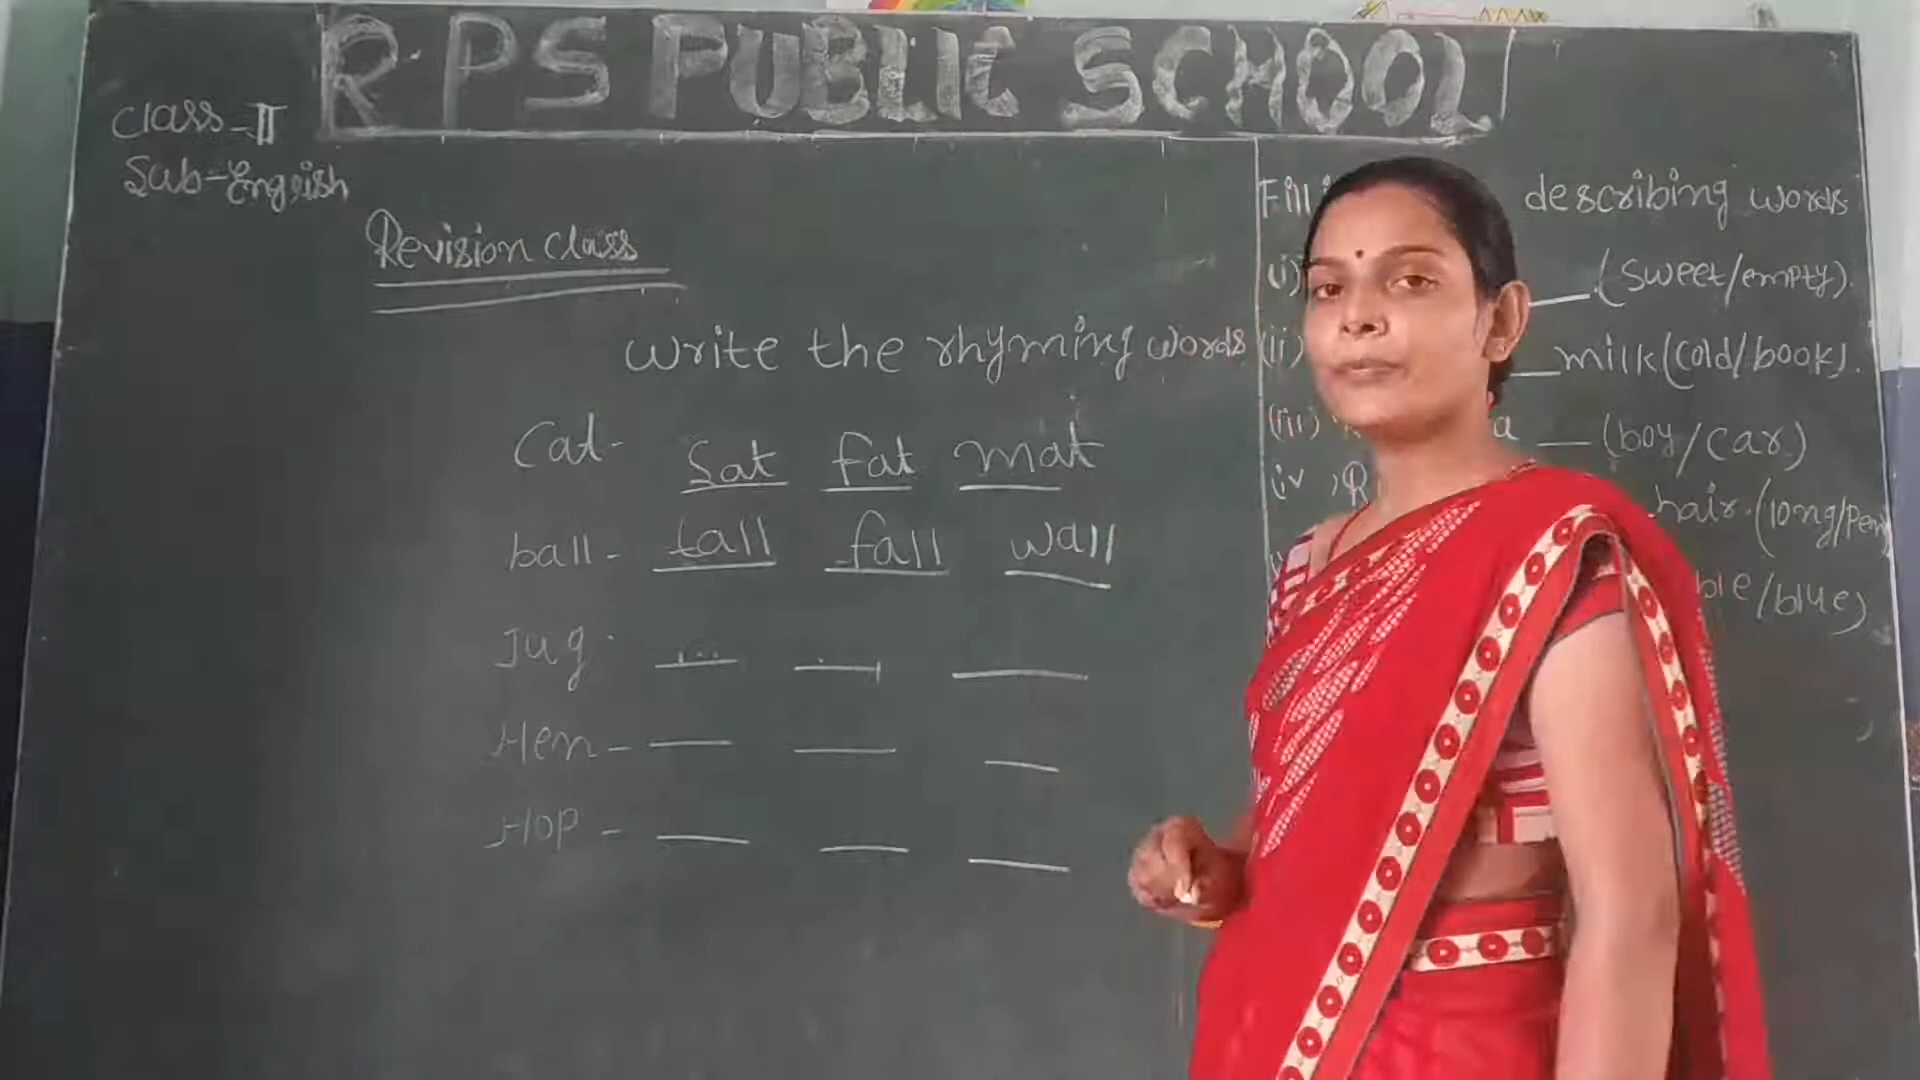 R.P S PUBLIC SCHOOL
Class-II
Sub-English
Revision Class
write the rhyming words
Cat- Sat fat mat
ball- tall fall wall
Jug
Hen-
Hop -
Fill describing words
(i) (Sweet/empty).
(ii) milk(cold/book).
(iii) a (boy/car)
(iv) R hair.(long/Pen)
ble/blue)